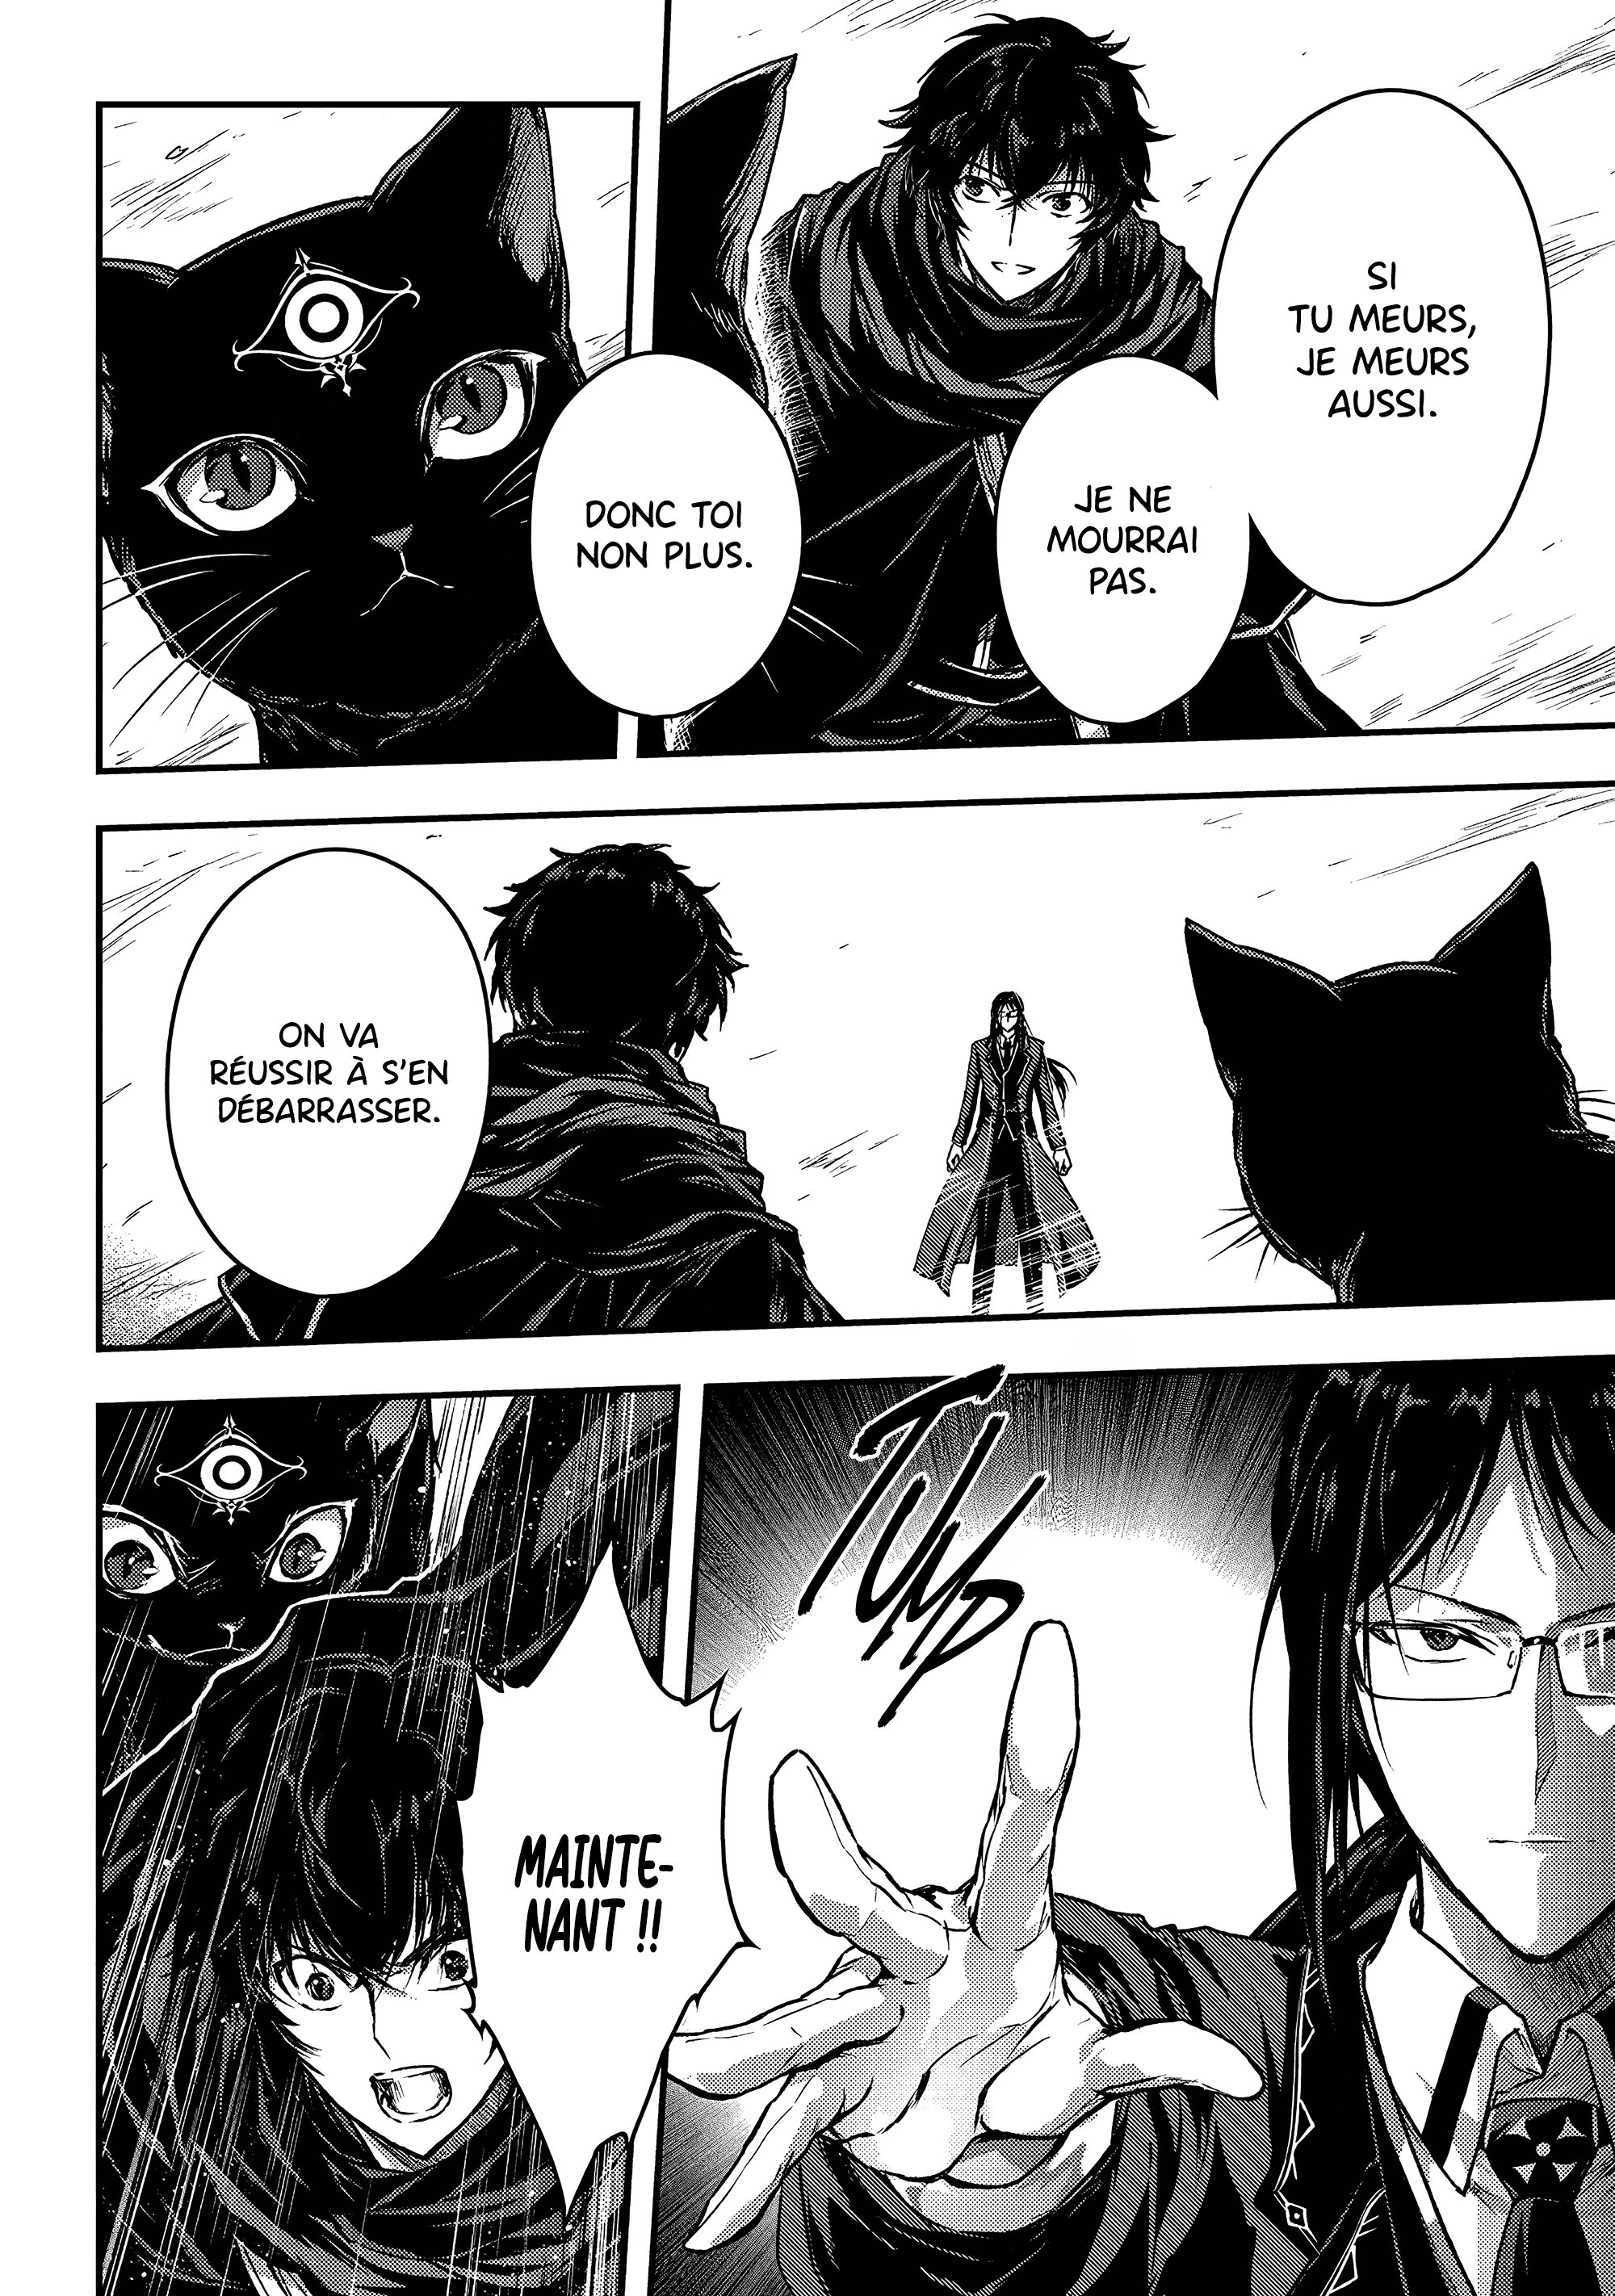 SI
TU MEURS,
JE MEURS
AUSSI.
JE NE
MOURRAI
PAS.
DONC TOI
NON PLUS.
ON VA
RÉUSSIR À S'EN
DÉBARRASSER.
TUMP
MAINTE-
NANT !!